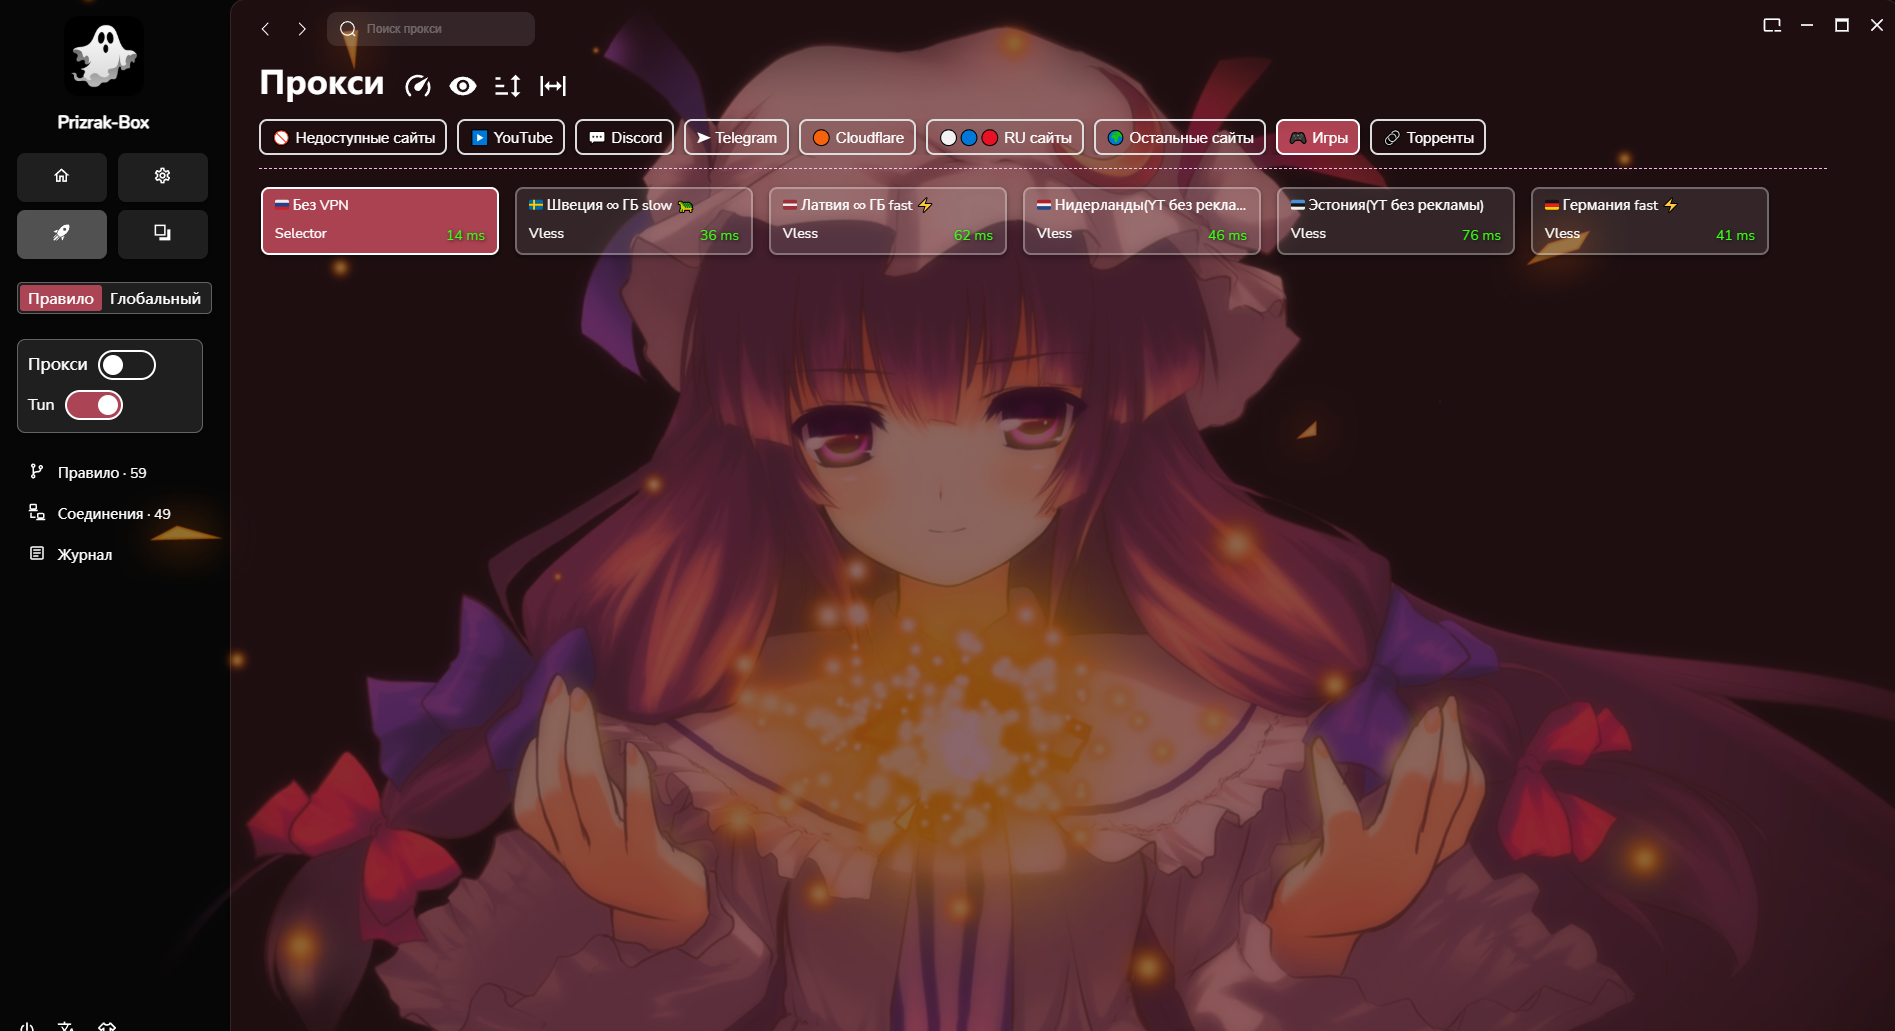 Поиск прокси
Prizrak-Box
Правило Глобальный
Прокси
Tun
Правило · 59
Соединения · 49
Журнал
Прокси
Недоступные сайты YouTube Discord Telegram Cloudflare RU сайты Остальные сайты Игры Торренты
Без VPN
Selector 14 ms
Швеция ∞ ГБ slow 🐢
Vless 36 ms
Латвия ∞ ГБ fast ⚡
Vless 62 ms
Нидерланды(YT без рекла...
Vless 46 ms
Эстония(YT без рекламы)
Vless 76 ms
Германия fast ⚡
Vless 41 ms